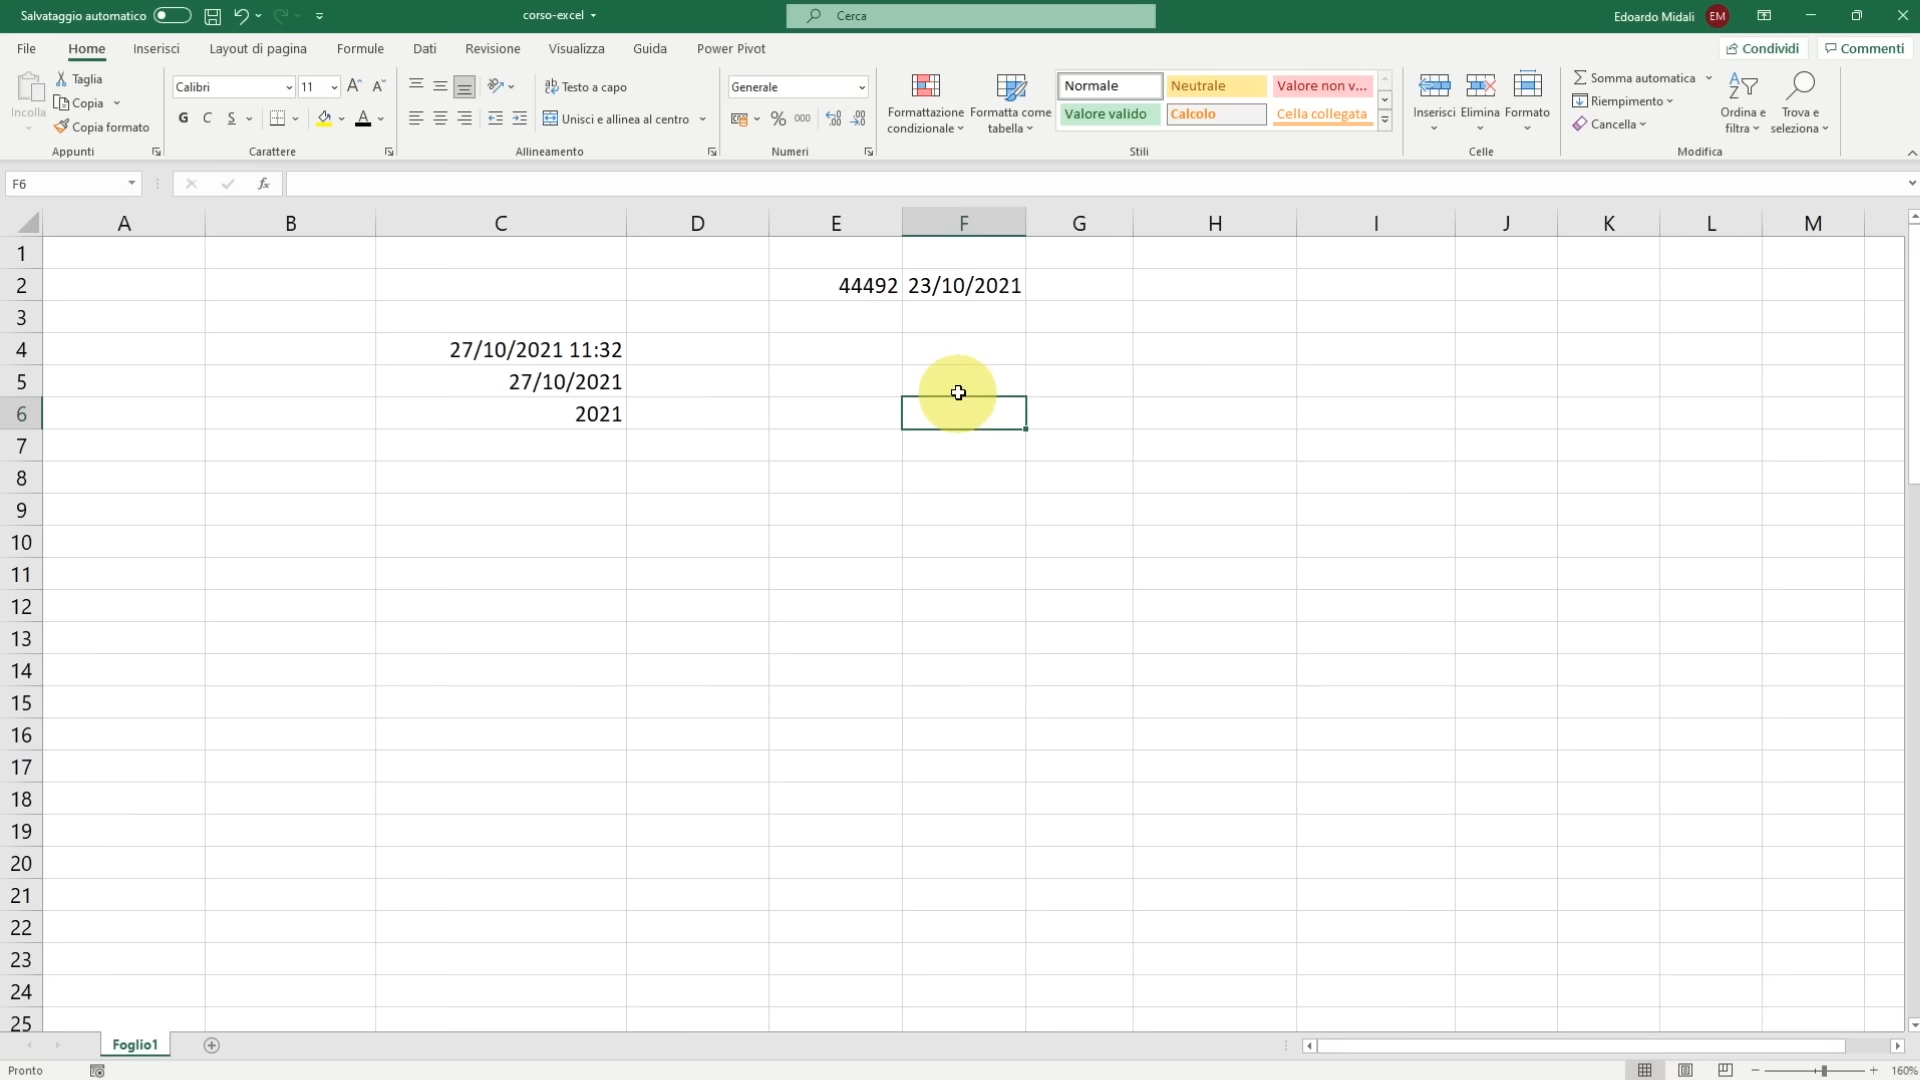 Salvataggio automatico
corso-excel
Cerca
Edoardo Midali
EM
File
Home
Inserisci
Layout di pagina
Formule
Dati
Revisione
Visualizza
Guida
Power Pivot
Condividi
Commenti
Incolla
Taglia
Copia
Copia formato
Appunti
Calibri
11
G
C
S
A
Carattere
Testo a capo
Unisci e allinea al centro
Allineamento
Generale
%
000
Numeri
Formattazione
condizionale
Formatta come
tabella
Normale
Neutrale
Valore non v...
Valore valido
Calcolo
Cella collegata
Stili
Inserisci
Elimina
Formato
Celle
Somma automatica
Riempimento
Cancella
Ordina e
filtra
Trova e
seleziona
Modifica
F6
fx
A B C D E F G H I J K L M
1
2 44492 23/10/2021
3
4 27/10/2021 11:32
5 27/10/2021
6 2021
7
8
9
10
11
12
13
14
15
16
17
18
19
20
21
22
23
24
25
Foglio1
Pronto
160%